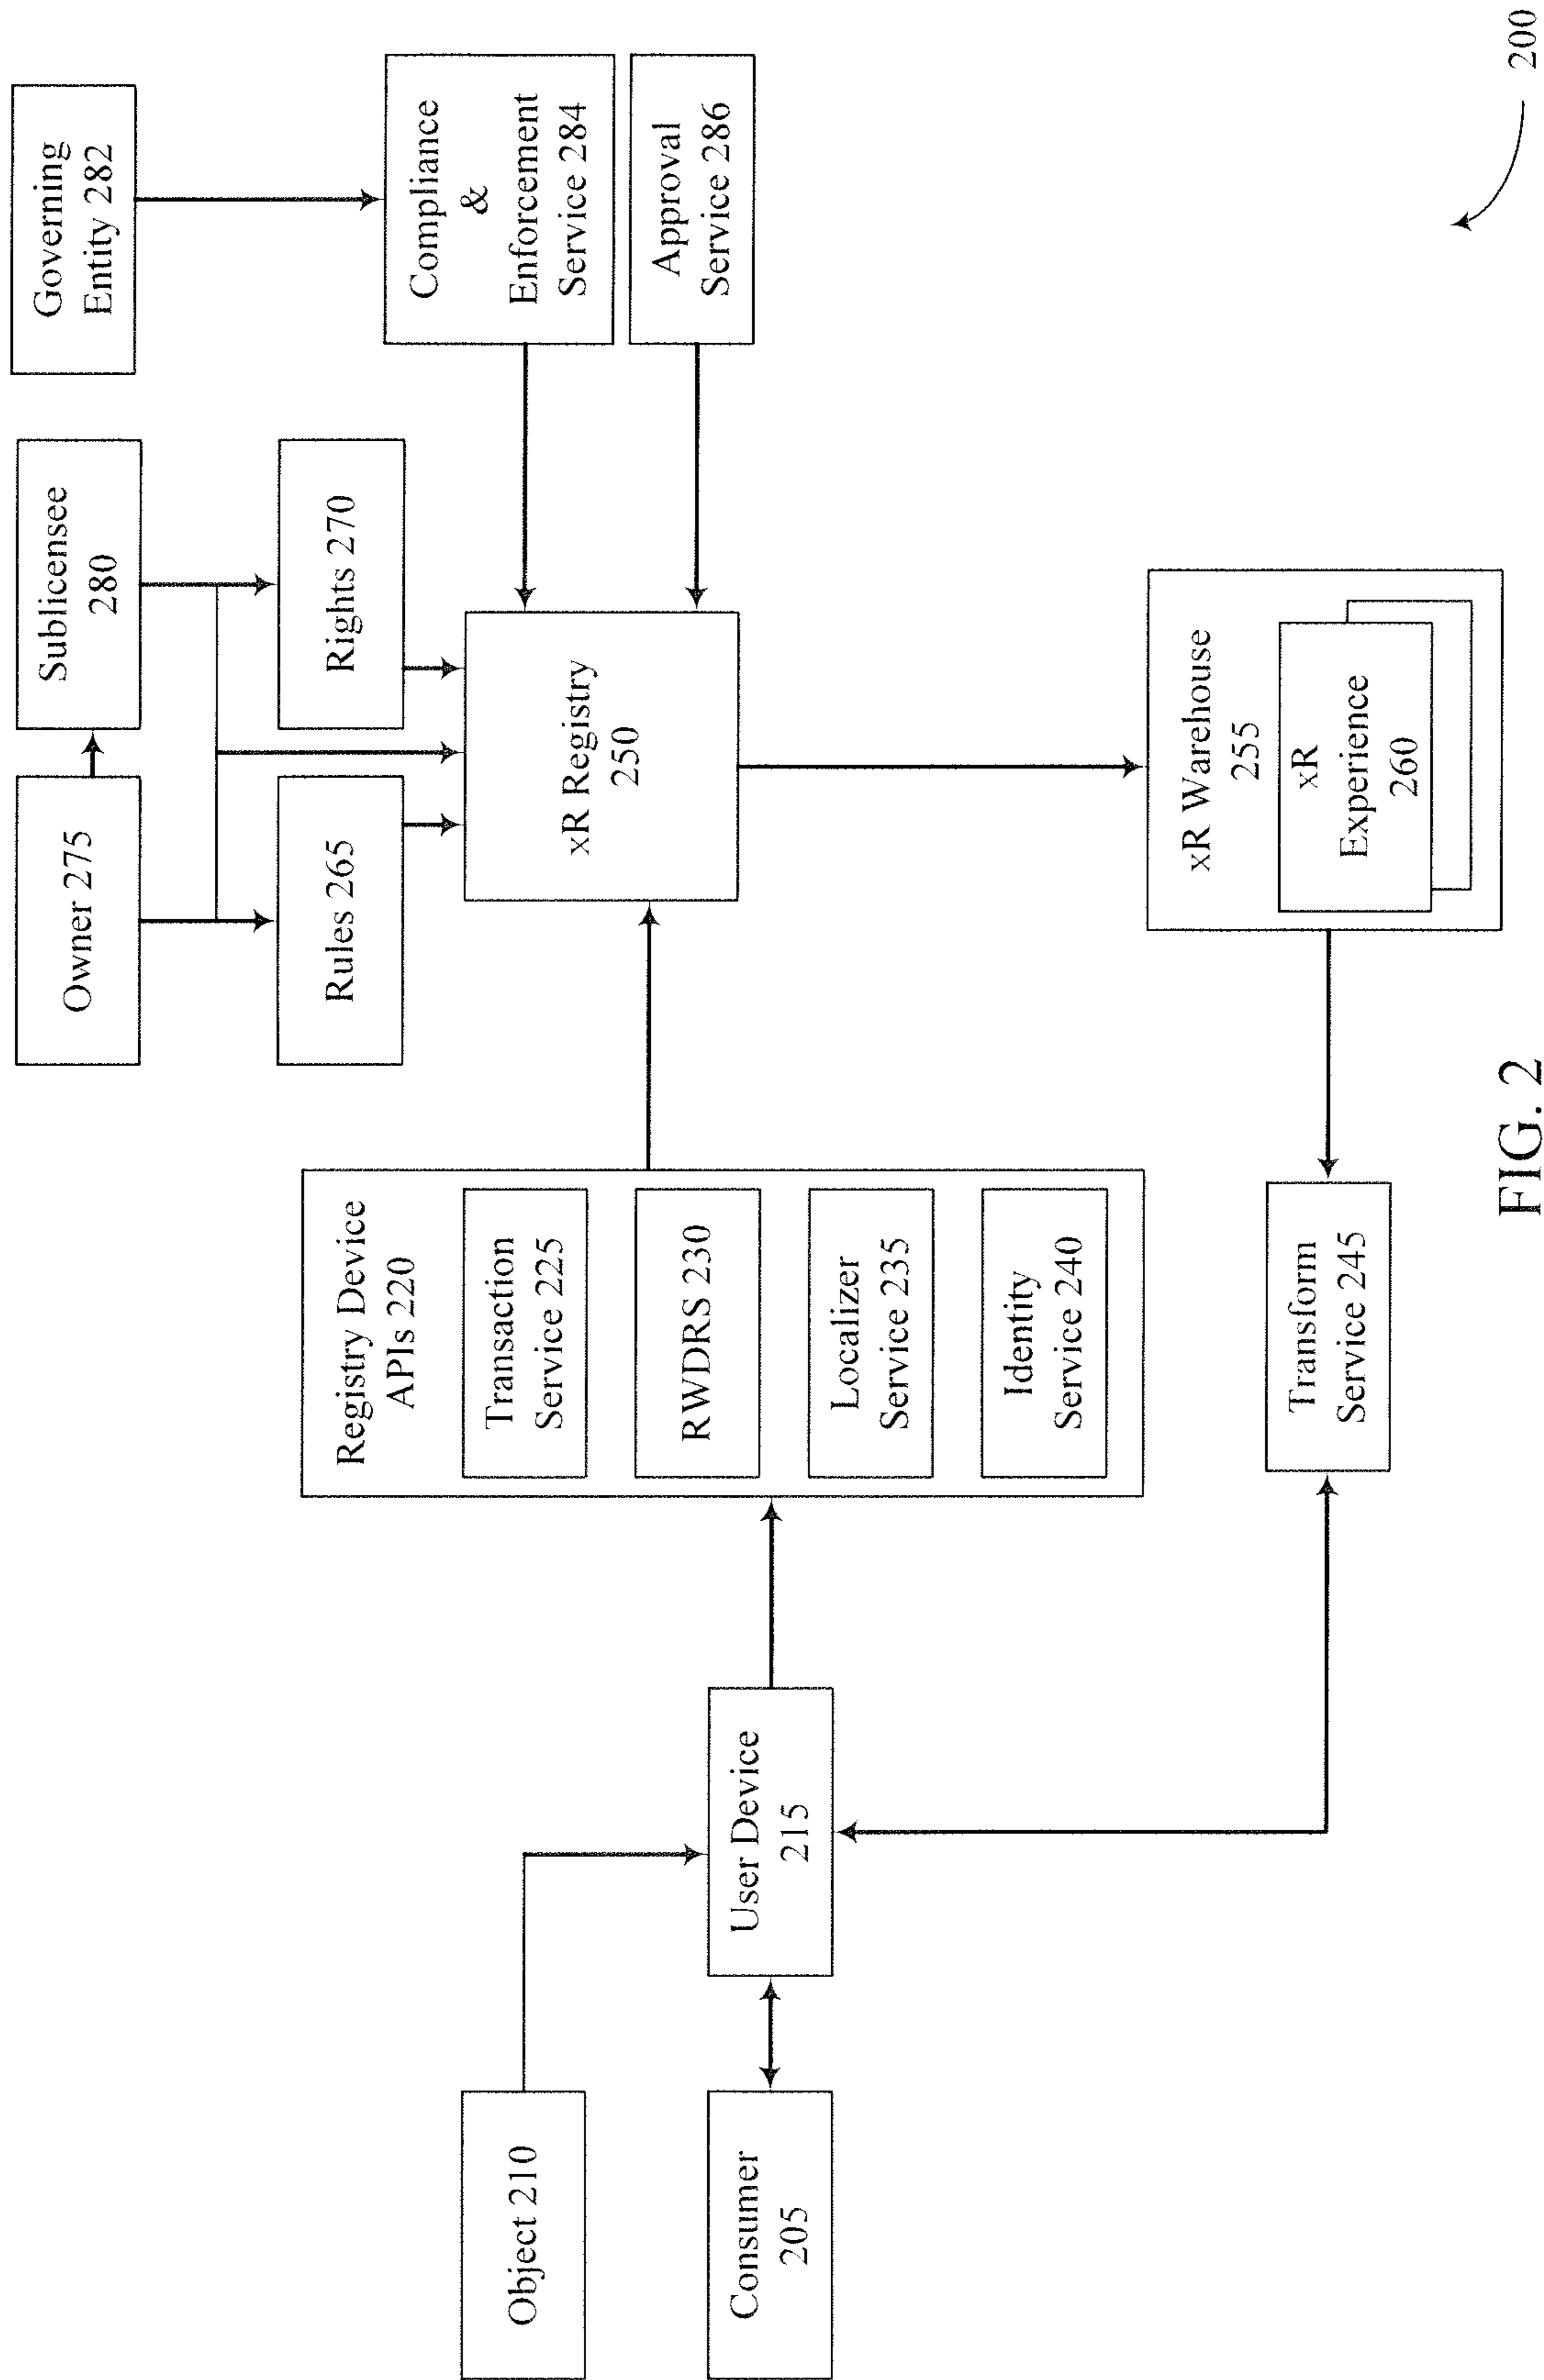 Owner 275
Sublicensee
280
Governing
Entity 282
Rules 265
Rights 270
Compliance
&
Enforcement
Service 284
Approval
Service 286
Registry Device
APIs 220
Transaction
Service 225
RWDRS 230
Localizer
Service 235
Identity
Service 240
xR Registry
250
Object 210
User Device
215
Consumer
205
Transform
Service 245
xR Warehouse
255
xR
Experience
260
200
FIG. 2